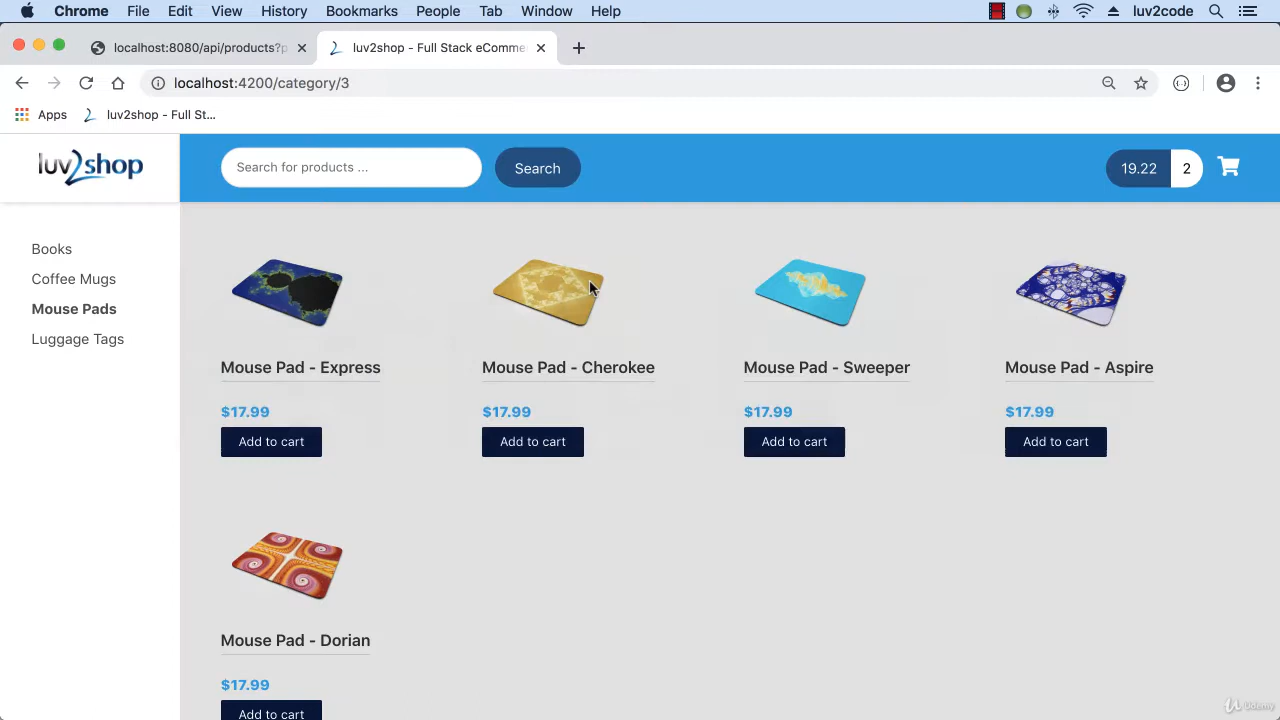 Chrome File Edit View History Bookmarks People Tab Window Help luv2code
localhost:8080/api/products?p luv2shop - Full Stack eComme
localhost:4200/category/3
Apps luv2shop - Full St...
luv2shop
Search for products ...
Search
19.22 2
Books
Coffee Mugs
Mouse Pads
Luggage Tags
Mouse Pad - Express Mouse Pad - Cherokee Mouse Pad - Sweeper Mouse Pad - Aspire
$17.99 $17.99 $17.99 $17.99
Add to cart Add to cart Add to cart Add to cart
Mouse Pad - Dorian
$17.99
Add to cart
Udemy